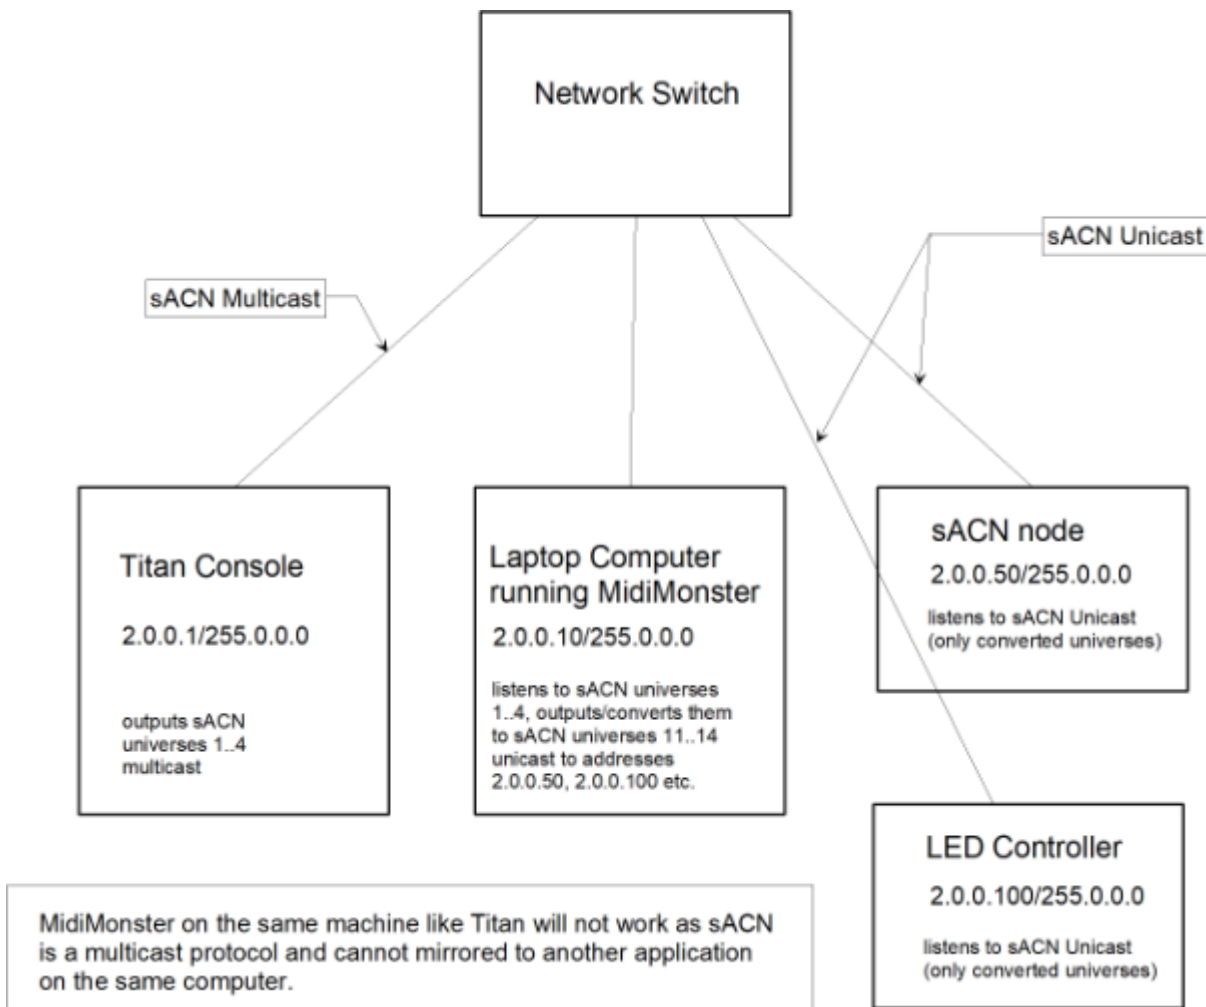 Network Switch
sACN Unicast
sACN Multicast
Titan Console
2.0.0.1/255.0.0.0
outputs sACN
universes 1..4
multicast
Laptop Computer
running MidiMonster
2.0.0.10/255.0.0.0
listens to sACN universes
1..4, outputs/converts them
to sACN universes 11..14
unicast to addresses
2.0.0.50, 2.0.0.100 etc.
sACN node
2.0.0.50/255.0.0.0
listens to sACN Unicast
(only converted universes)
LED Controller
2.0.0.100/255.0.0.0
listens to sACN Unicast
(only converted universes)
MidiMonster on the same machine like Titan will not work as sACN
is a multicast protocol and cannot mirrored to another application
on the same computer.